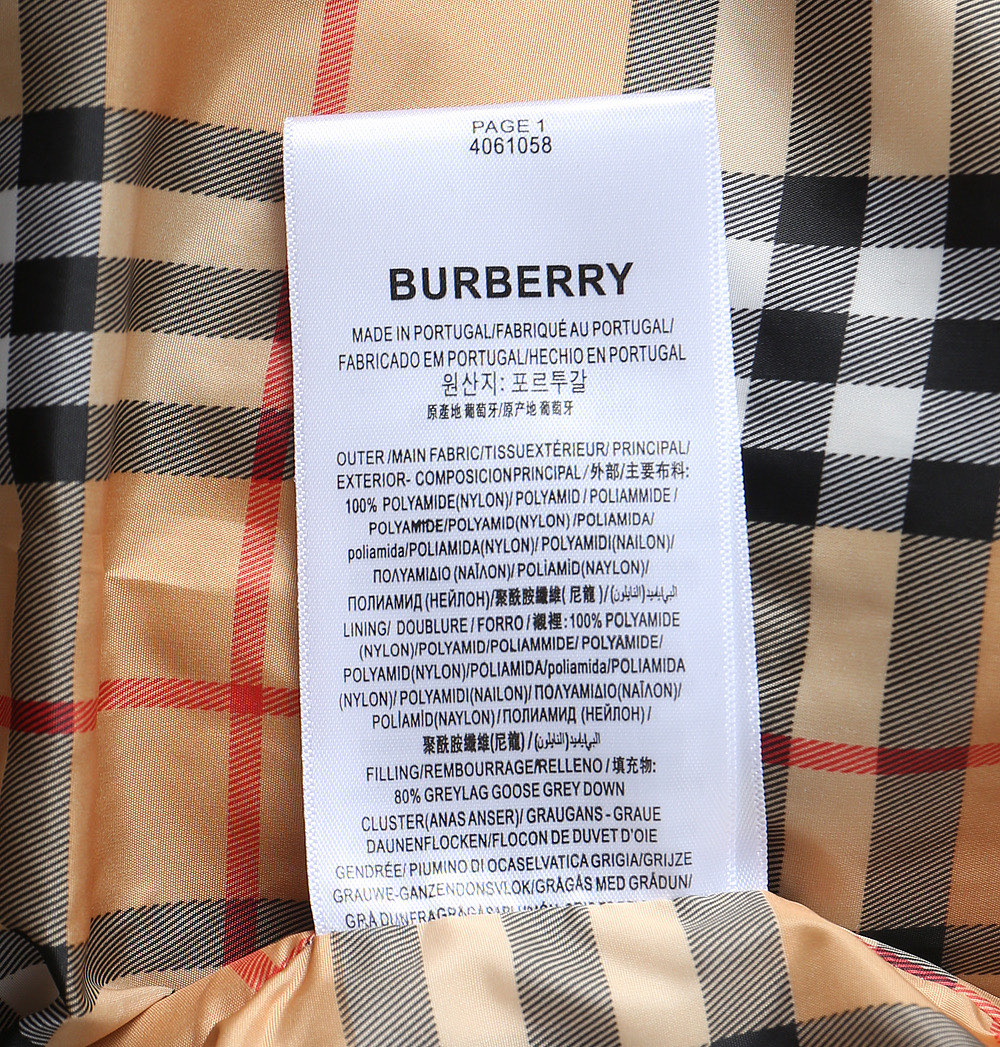 PAGE 1
4061058
BURBERRY
MADE IN PORTUGAL/FABRIQUÉ AU PORTUGAL/
FABRICADO EM PORTUGAL/HECHIO EN PORTUGAL
원산지: 포르투갈
原產地 葡萄牙/原产地 葡萄牙
OUTER /MAIN FABRIC/TISSUEXTÉRIEUR/ PRINCIPAL/
EXTERIOR- COMPOSICIONPRINCIPAL/外部/主要布料:
100% POLYAMIDE(NYLON)/ POLYAMID / POLIAMMIDE /
POLYAMIDE/POLYAMID(NYLON) /POLIAMIDA/
poliamida/POLIAMIDA(NYLON)/ POLYAMIDI(NAILON)/
ΠΟΛΥΑΜΙΔΙΟ (ΝΑΪΛΟΝ)/ POLİAMİD(NAYLON)/
ПОЛИАМИД (НЕЙЛОН)/聚酰胺纖維( 尼龍 )/
LINING/ DOUBLURE / FORRO / 襯裡:100% POLYAMIDE
(NYLON)/POLYAMID/POLIAMMIDE/ POLYAMIDE/
POLYAMID(NYLON)/POLIAMIDA/poliamida/POLIAMIDA
(NYLON)/ POLYAMIDI(NAILON)/ ΠΟΛΥΑΜΙΔΙΟ(ΝΑΪΛΟΝ)/
POLİAMİD(NAYLON)/ПОЛИАМИД (НЕЙЛОН)/
聚酰胺纖維(尼龍) /
FILLING/REMBOURRAGE/RELLENO / 填充物:
80% GREYLAG GOOSE GREY DOWN
CLUSTER(ANAS ANSER)/ GRAUGANS - GRAUE
DAUNENFLOCKEN/FLOCON DE DUVET D'OIE
GENDRÉE/ PIUMINO DI OCASELVATICA GRIGIA/GRIJZE
GRAUWE-GANZENDONSVLOK/GRÅGÅS MED GRÅDUN/